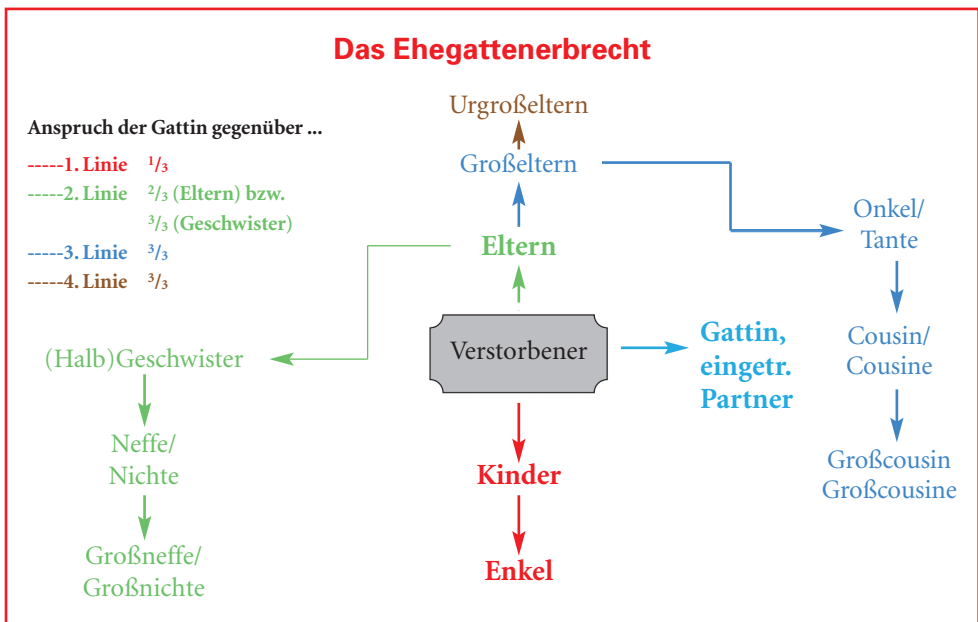 Das Ehegattenerbrecht
Anspruch der Gattin gegenüber ...
-----1. Linie 1/3
-----2. Linie 2/3 (Eltern) bzw.
3/3 (Geschwister)
-----3. Linie 3/3
-----4. Linie 3/3
Urgroßeltern
Großeltern
Eltern
Onkel/
Tante
Verstorbener
Gattin,
eingetr.
Partner
(Halb)Geschwister
Cousin/
Cousine
Neffe/
Nichte
Kinder
Großcousin
Großcousine
Großneffe/
Großnichte
Enkel